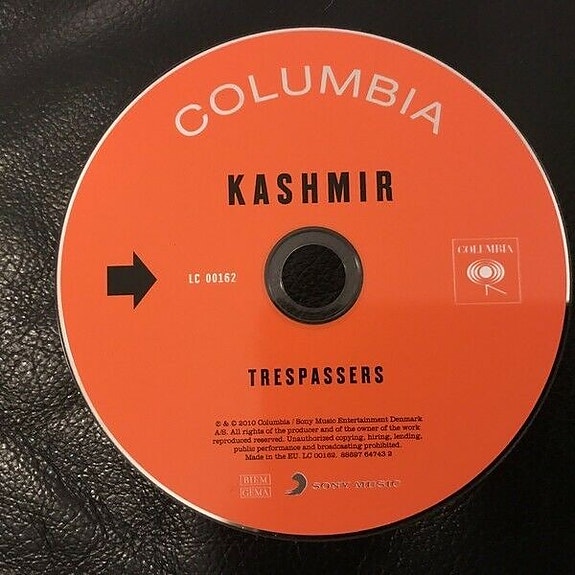 COLUMBIA
KASHMIR
LC 00162
COLUMBIA
TRESPASSERS
℗ & © 2010 Columbia / Sony Music Entertainment Denmark
A/S. All rights of the producer and of the owner of the work
reproduced reserved. Unauthorized copying, hiring, lending,
public performance and broadcasting prohibited.
Made in the EU. LC 00162. 88697 64743 2
BIEM
GEMA
SONY MUSIC